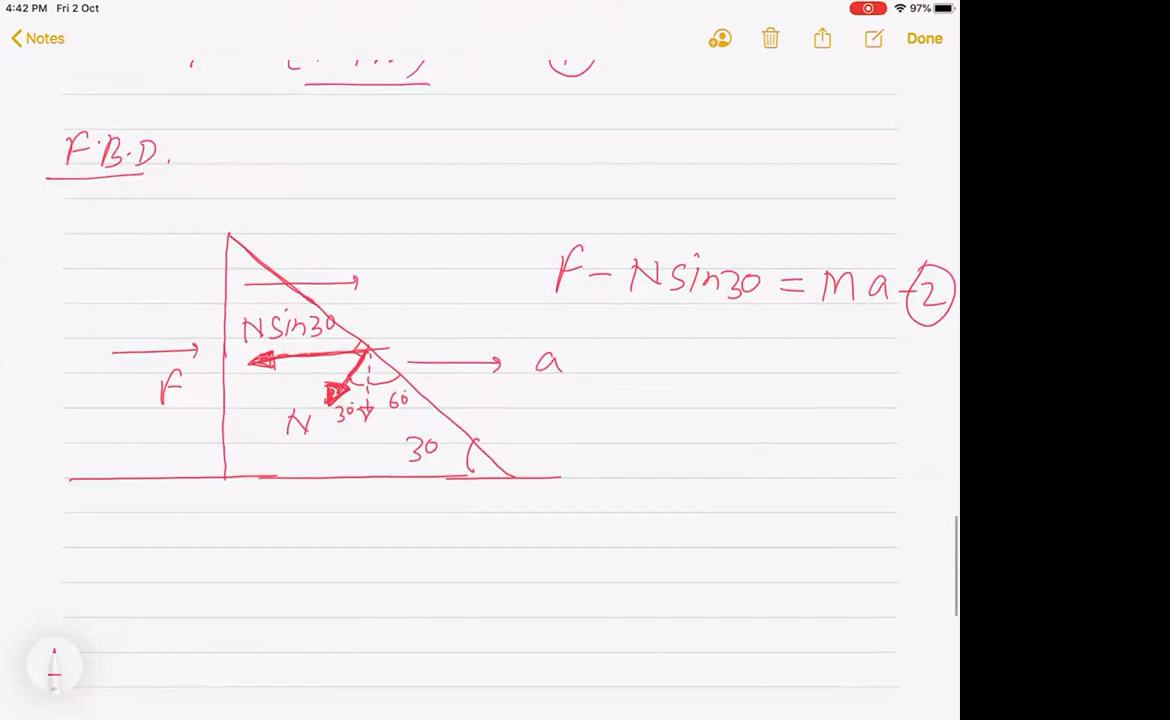 4:42 PM Fri 2 Oct
97%
Notes
Done
F.B.D.
F - N sin30 = Ma - 2
N sin30
F
a
N
30
60
30